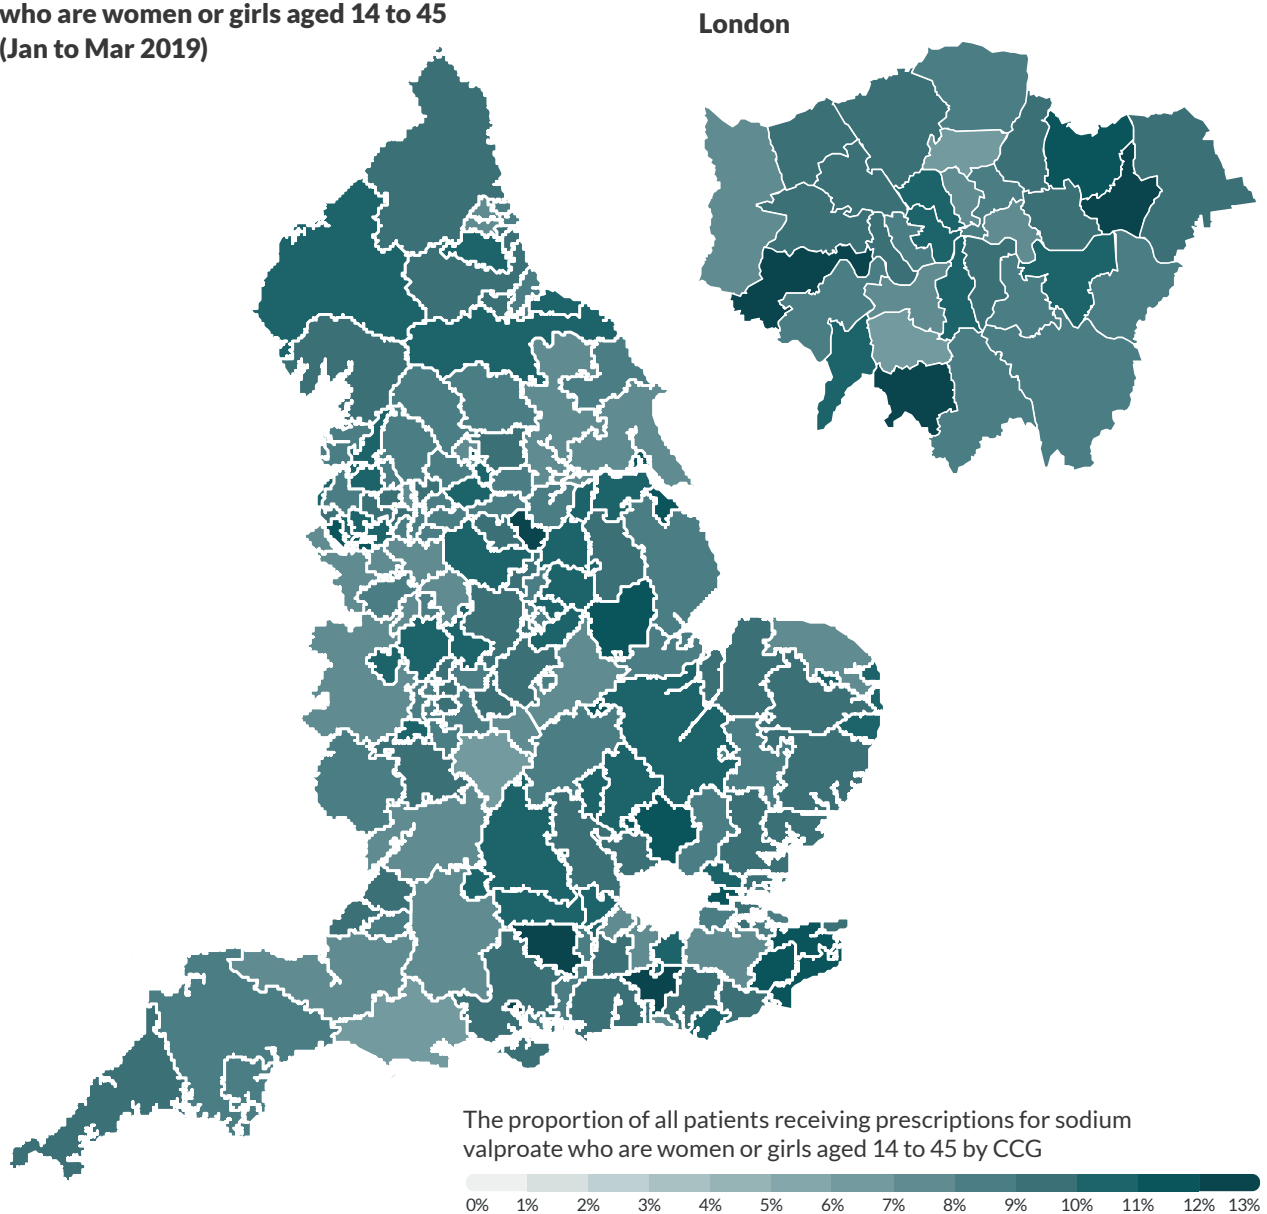 who are women or girls aged 14 to 45
(Jan to Mar 2019)
London
The proportion of all patients receiving prescriptions for sodium
valproate who are women or girls aged 14 to 45 by CCG
0% 1% 2% 3% 4% 5% 6% 7% 8% 9% 10% 11% 12% 13%